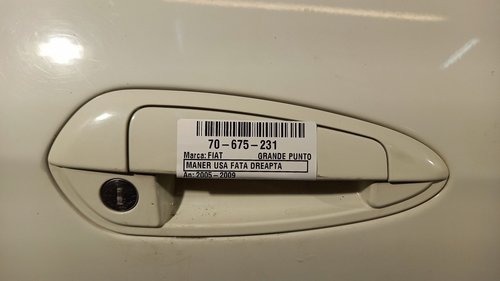 70-675-231
Marca: FIAT GRANDE PUNTO
MANER USA FATA DREAPTA
An: 2005-2009